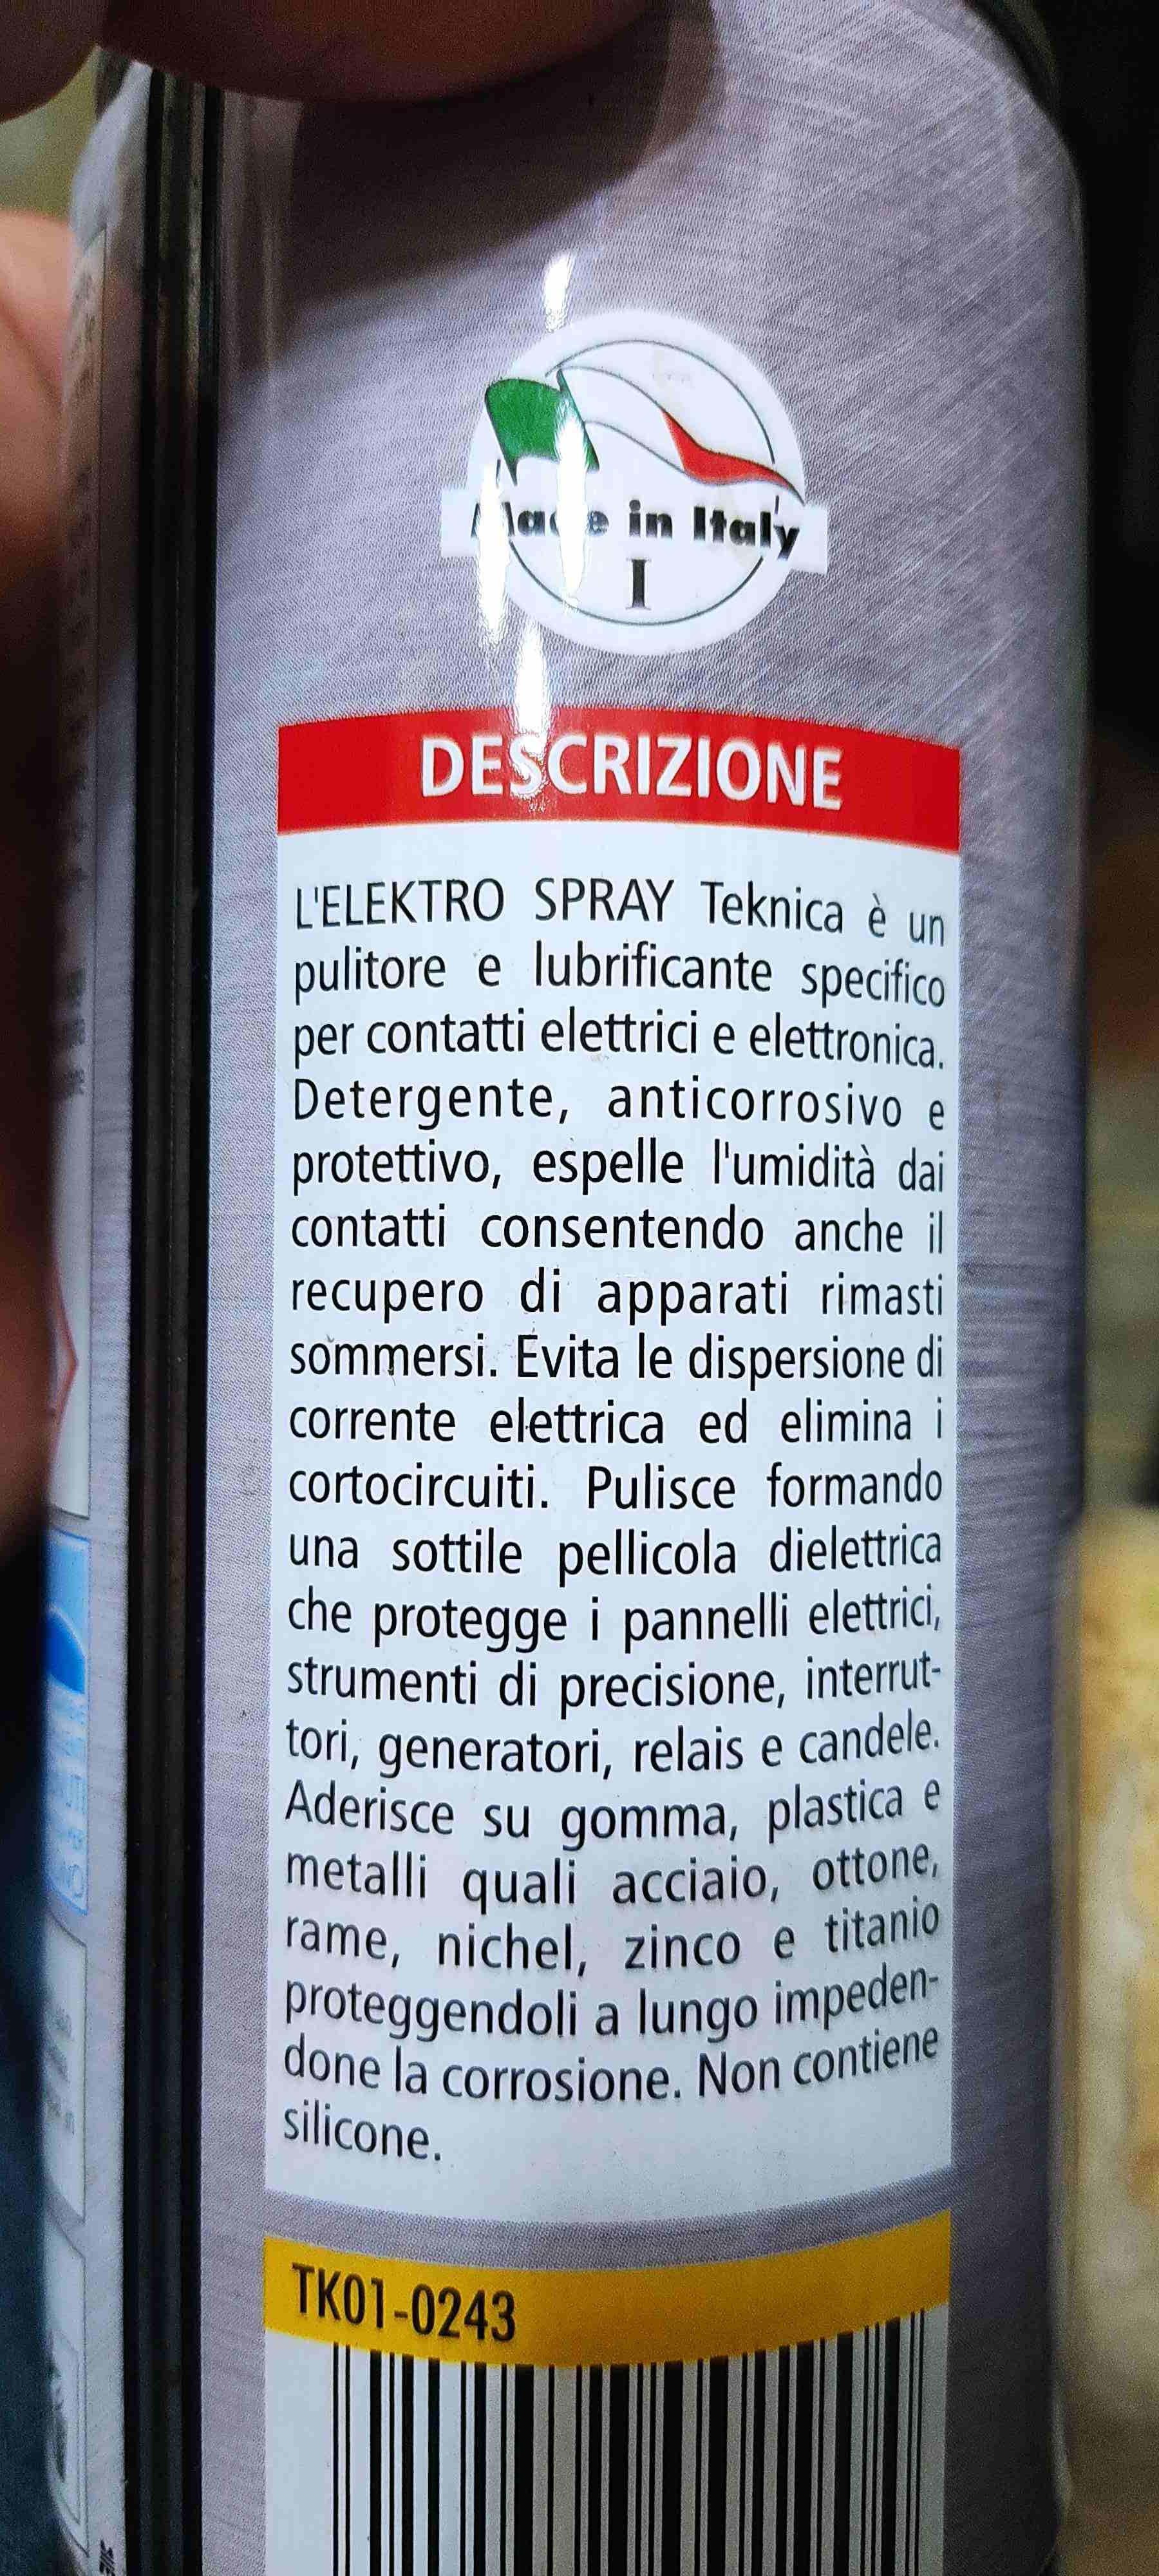 Made in Italy
I
DESCRIZIONE
L'ELEKTRO SPRAY Teknica è un
pulitore e lubrificante specifico
per contatti elettrici e elettronica.
Detergente, anticorrosivo e
protettivo, espelle l'umidità dai
contatti consentendo anche il
recupero di apparati rimasti
sommersi. Evita le dispersione di
corrente elettrica ed elimina i
cortocircuiti. Pulisce formando
una sottile pellicola dielettrica
che protegge i pannelli elettrici,
strumenti di precisione, interrut-
tori, generatori, relais e candele.
Aderisce su gomma, plastica e
metalli quali acciaio, ottone,
rame, nichel, zinco e titanio
proteggendoli a lungo impeden-
done la corrosione. Non contiene
silicone.
TK01-0243